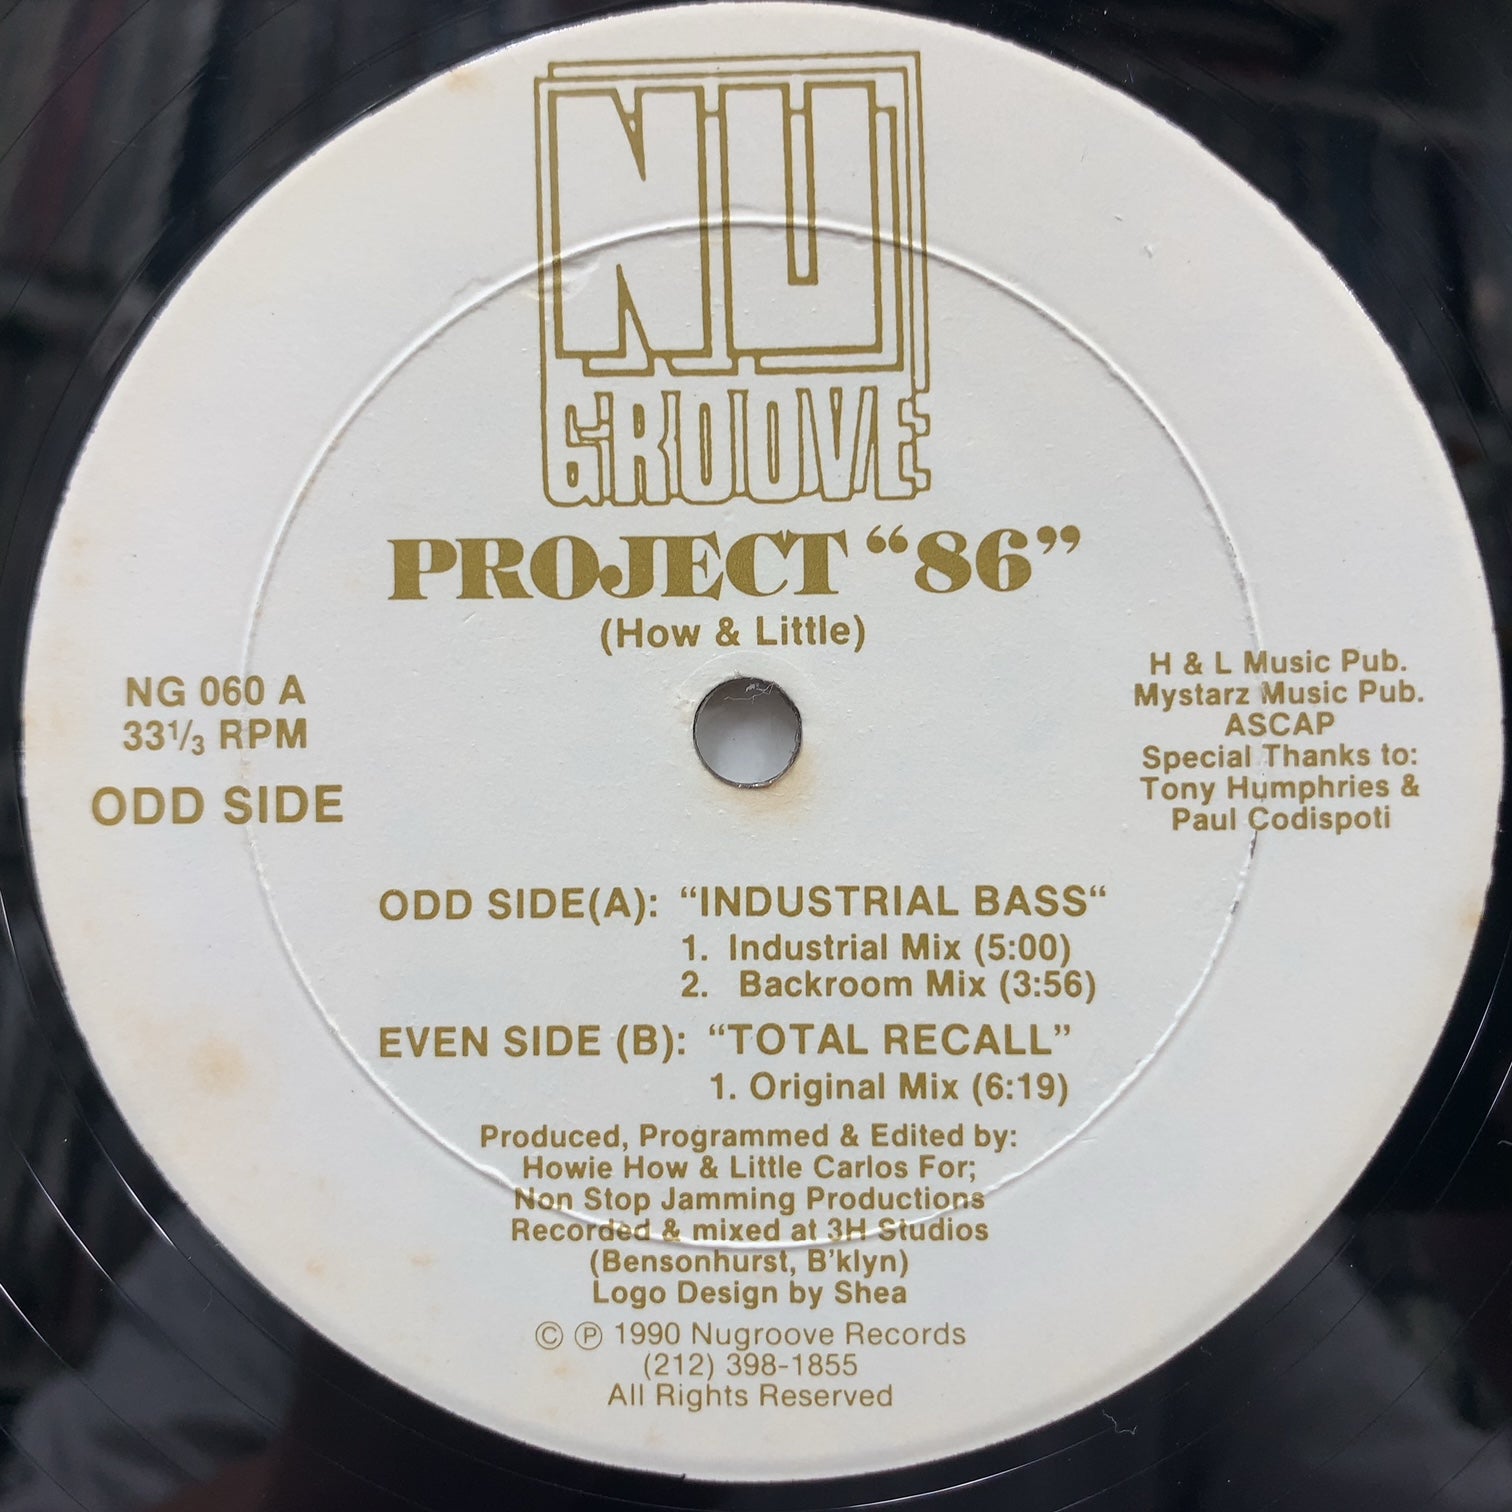 NU
GROOVE
PROJECT “86”
(How & Little)
NG 060 A
33⅓ RPM
ODD SIDE
H & L Music Pub.
Mystarz Music Pub.
ASCAP
Special Thanks to:
Tony Humphries &
Paul Codispoti
ODD SIDE(A): “INDUSTRIAL BASS“
1. Industrial Mix (5:00)
2. Backroom Mix (3:56)
EVEN SIDE (B): “TOTAL RECALL”
1. Original Mix (6:19)
Produced, Programmed & Edited by:
Howie How & Little Carlos For;
Non Stop Jamming Productions
Recorded & mixed at 3H Studios
(Bensonhurst, B’klyn)
Logo Design by Shea
© ℗ 1990 Nugroove Records
(212) 398-1855
All Rights Reserved